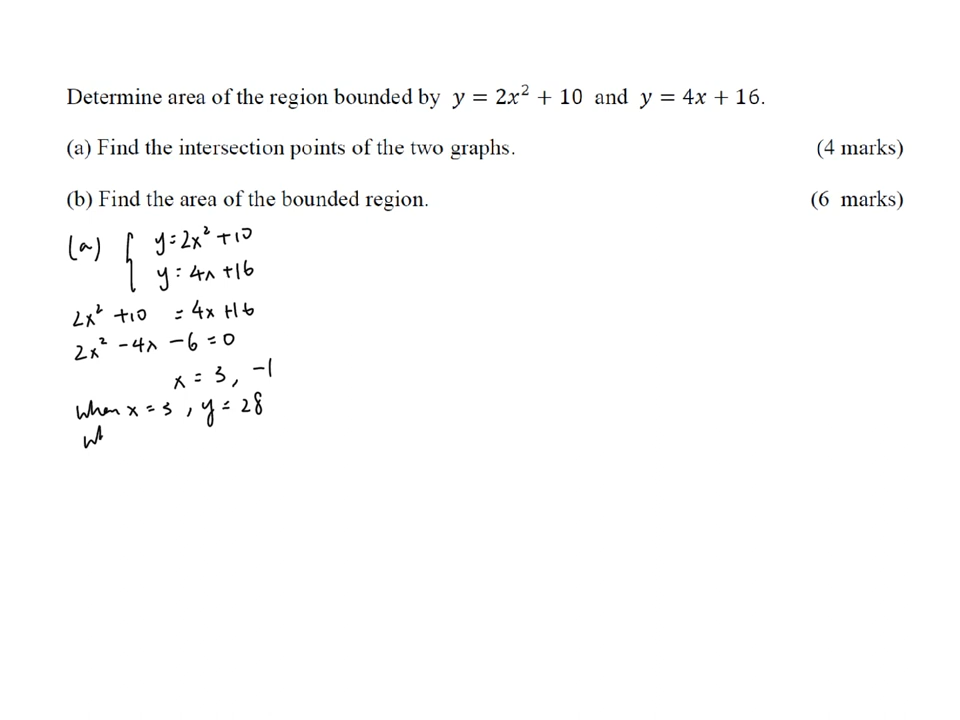 Determine area of the region bounded by y = 2x² + 10 and y = 4x + 16.
(a) Find the intersection points of the two graphs. (4 marks)
(b) Find the area of the bounded region. (6 marks)
(a) { y=2x²+10
y = 4x +16
2x² +10 = 4x +16
2x² -4x -6 =0
x = 3, -1
when x = 3, y = 28
wh